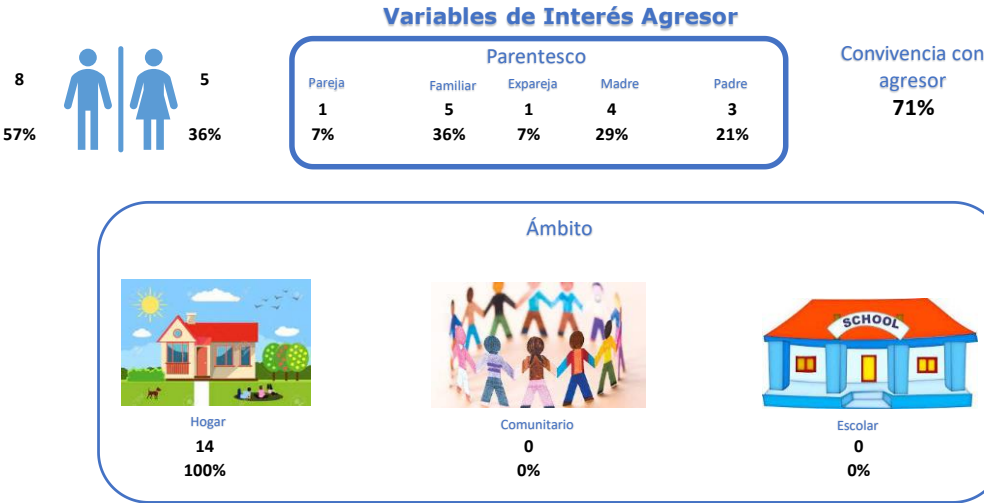 Variables de Interés Agresor
8
57%
5
36%
Parentesco
Pareja Familiar Expareja Madre Padre
1 5 1 4 3
7% 36% 7% 29% 21%
Convivencia con
agresor
71%
Ámbito
SCHOOL
Hogar Comunitario Escolar
14 0 0
100% 0% 0%